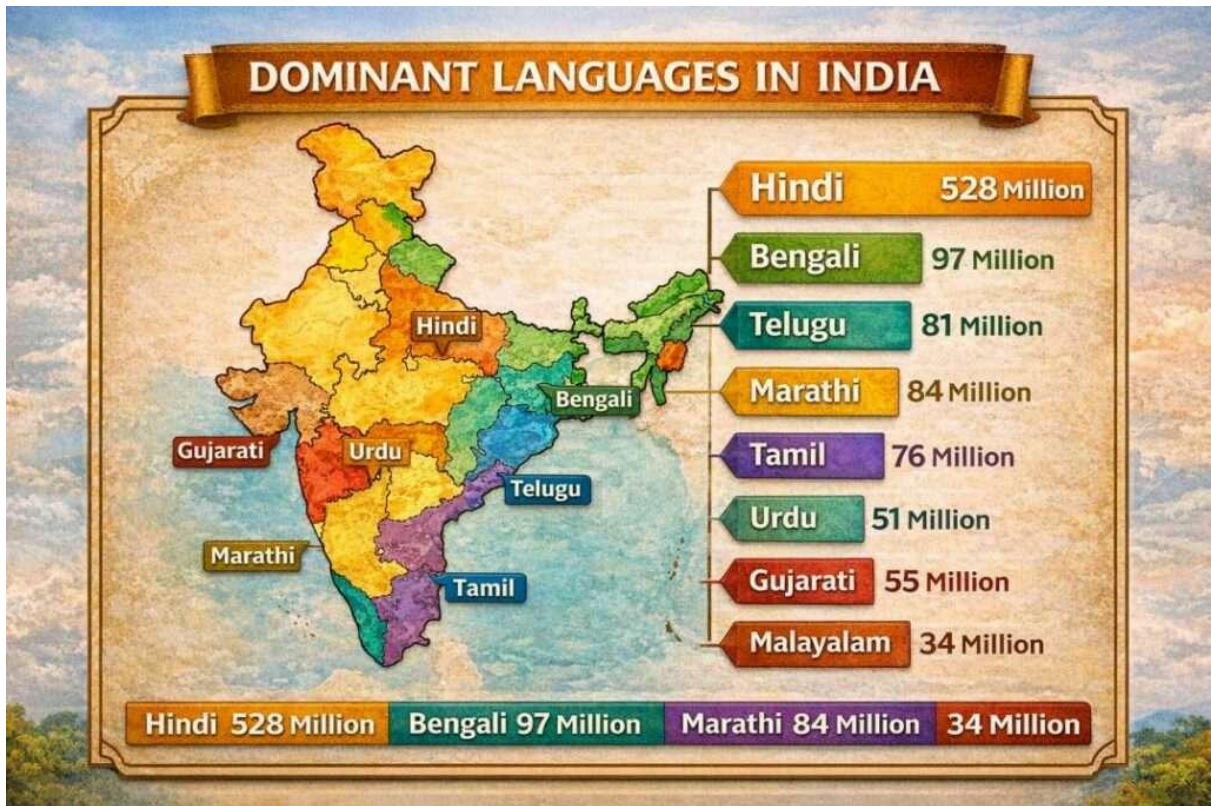 DOMINANT LANGUAGES IN INDIA
Hindi 528 Million
Bengali 97 Million
Telugu 81 Million
Marathi 84 Million
Tamil 76 Million
Urdu 51 Million
Gujarati 55 Million
Malayalam 34 Million
Hindi
Bengali
Gujarati
Urdu
Telugu
Marathi
Tamil
Hindi 528 Million Bengali 97 Million Marathi 84 Million 34 Million